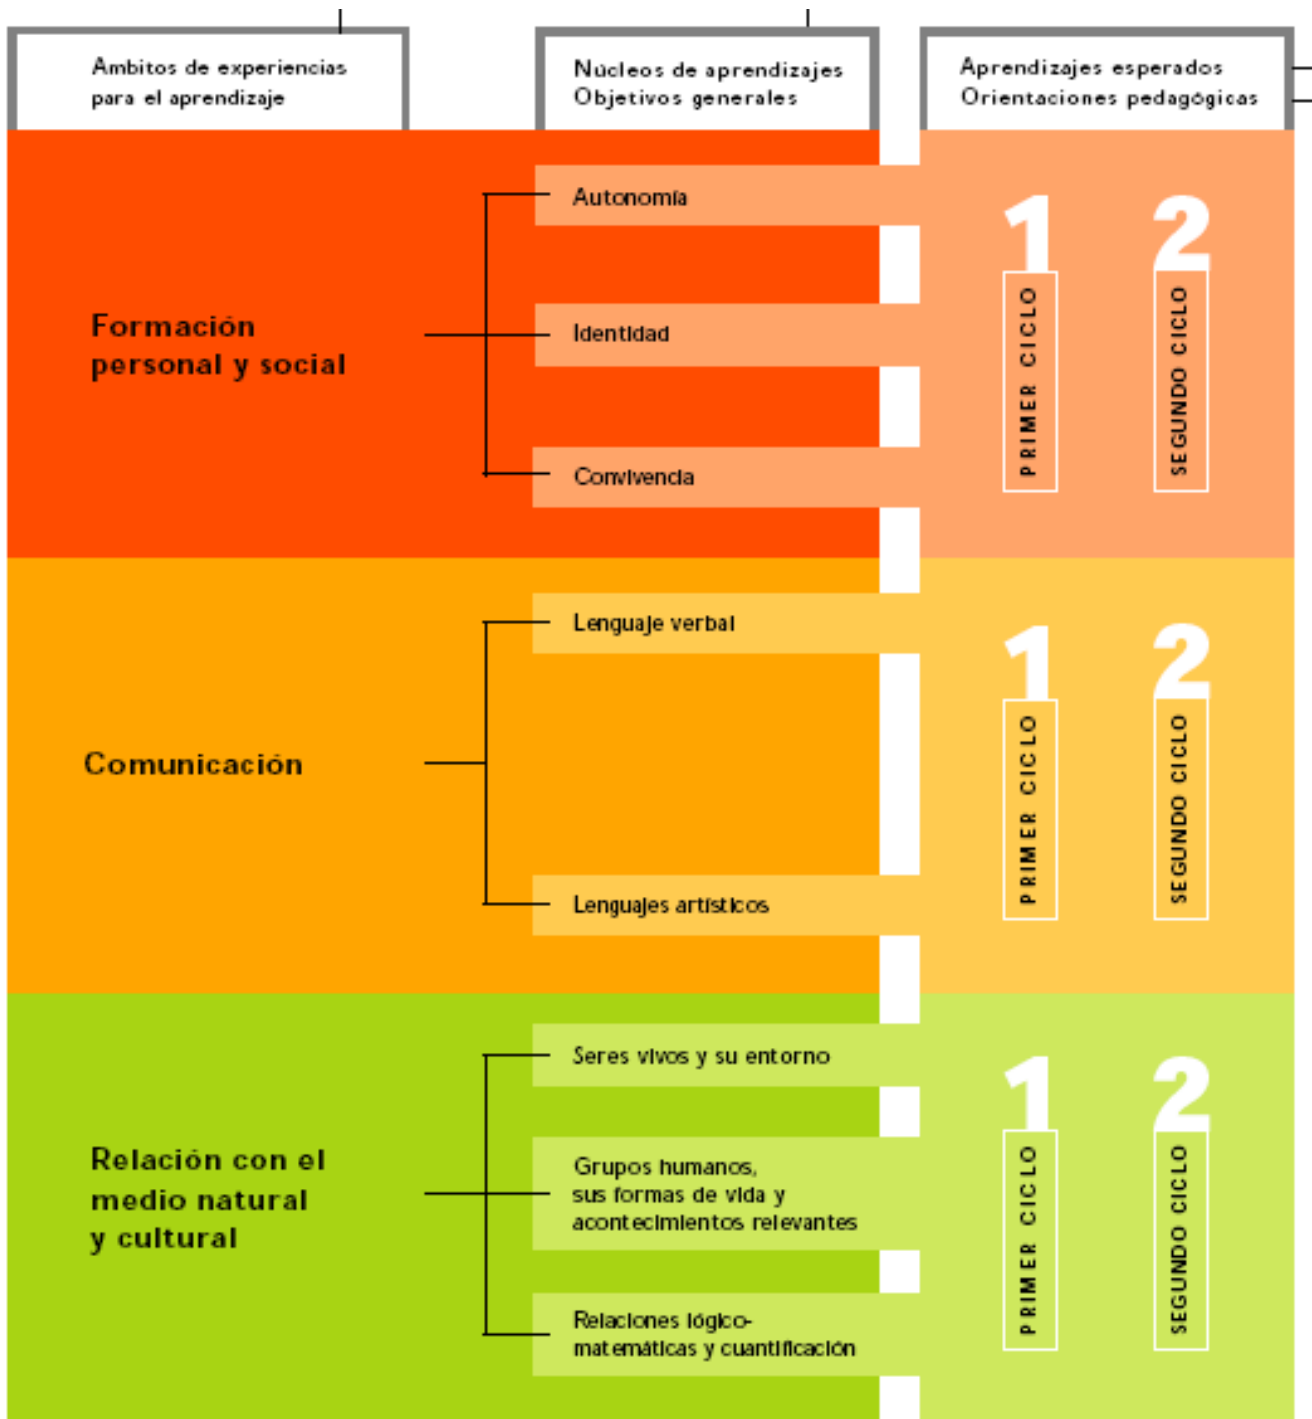 Ambitos de experiencias
para el aprendizaje
Núcleos de aprendizajes
Objetivos generales
Aprendizajes esperados
Orientaciones pedagógicas
Formación
personal y social
Autonomía
Identidad
Convivencia
1
PRIMER CICLO
2
SEGUNDO CICLO
Comunicación
Lenguaje verbal
Lenguajes artísticos
1
PRIMER CICLO
2
SEGUNDO CICLO
Relación con el
medio natural
y cultural
Seres vivos y su entorno
Grupos humanos,
sus formas de vida y
acontecimientos relevantes
Relaciones lógico-
matemáticas y cuantificación
1
PRIMER CICLO
2
SEGUNDO CICLO